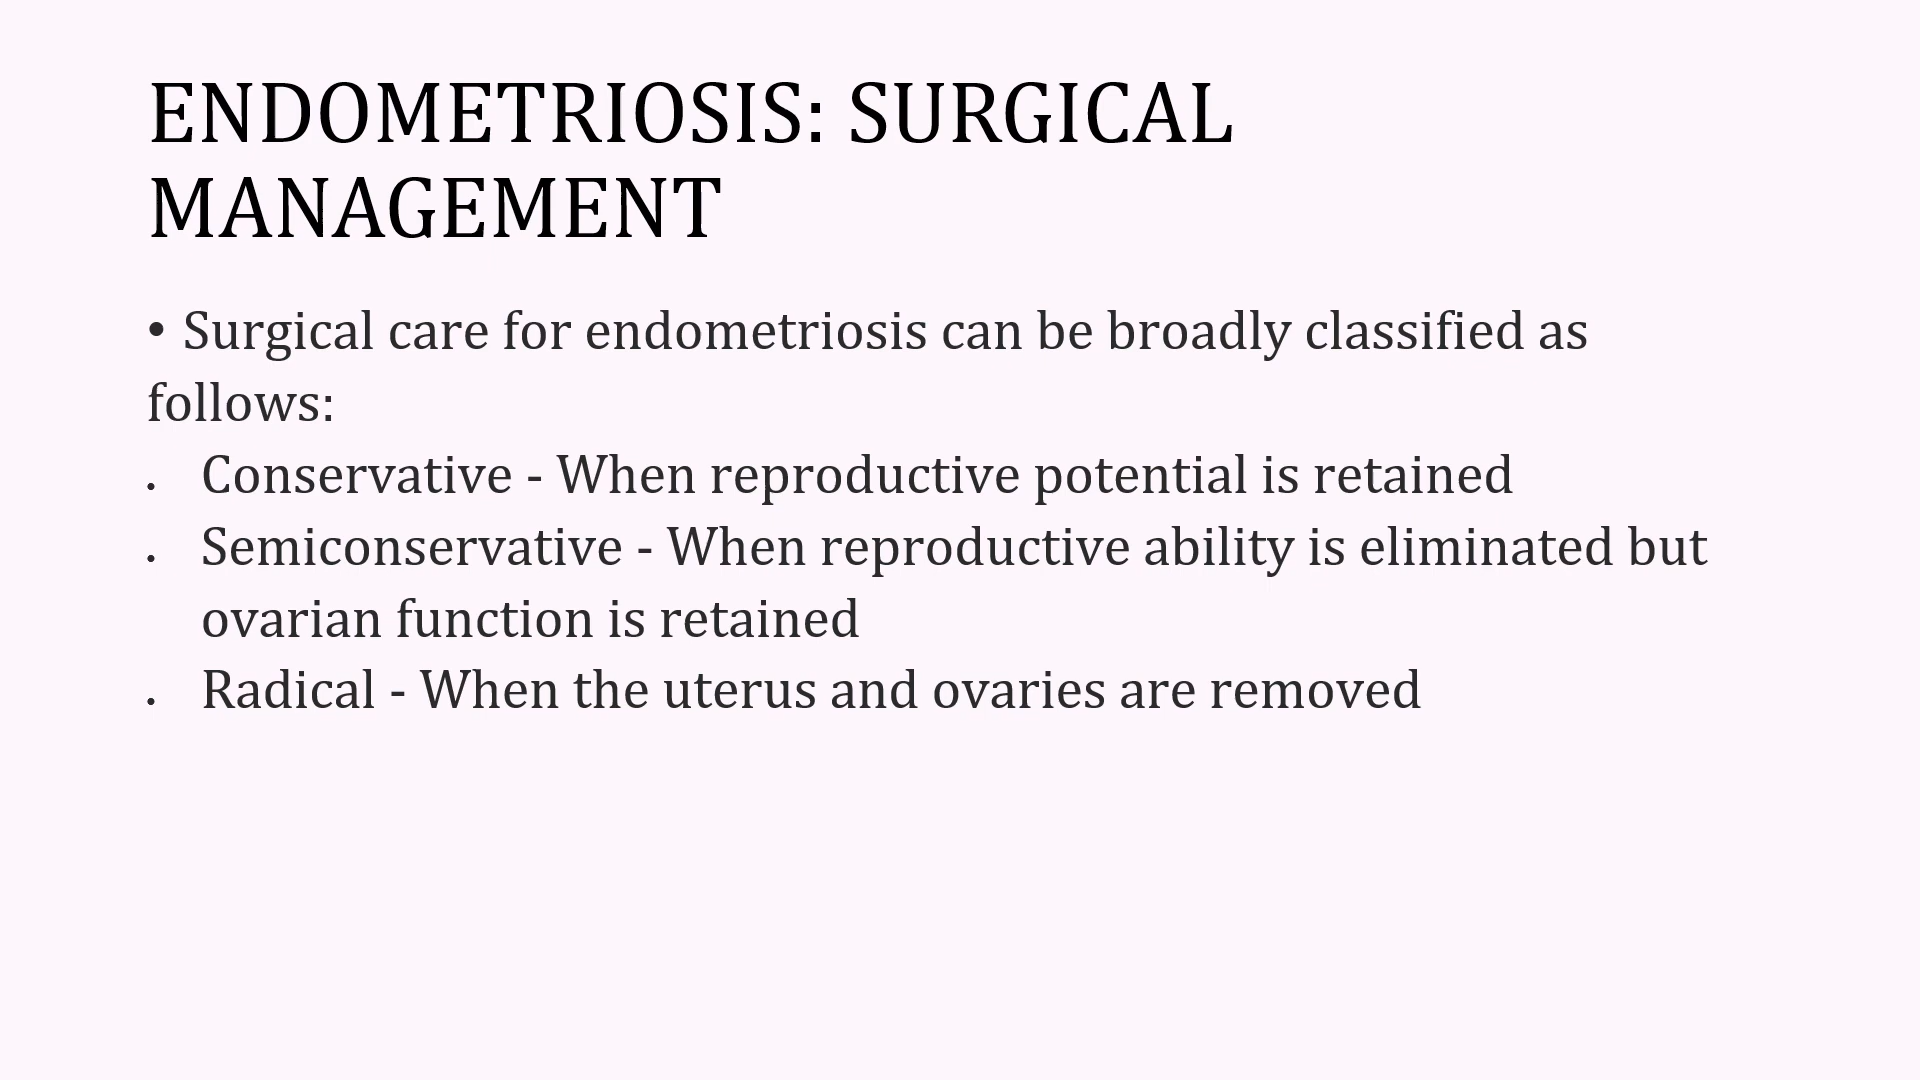 ENDOMETRIOSIS: SURGICAL
MANAGEMENT
• Surgical care for endometriosis can be broadly classified as
follows:
• Conservative - When reproductive potential is retained
• Semiconservative - When reproductive ability is eliminated but
ovarian function is retained
• Radical - When the uterus and ovaries are removed